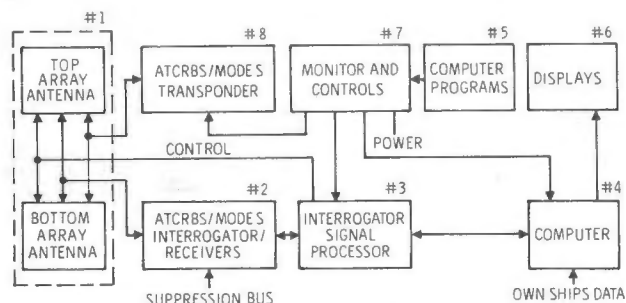 #1
#8
#7
#5
#6
TOP
ARRAY
ANTENNA
ATCRBS/MODES
TRANSPONDER
MONITOR AND
CONTROLS
COMPUTER
PROGRAMS
DISPLAYS
CONTROL
POWER
#2
#3
#4
BOTTOM
ARRAY
ANTENNA
ATCRBS/MODES
INTERROGATOR/
RECEIVERS
INTERROGATOR
SIGNAL
PROCESSOR
COMPUTER
SUPPRESSION BUS
OWN SHIPS DATA